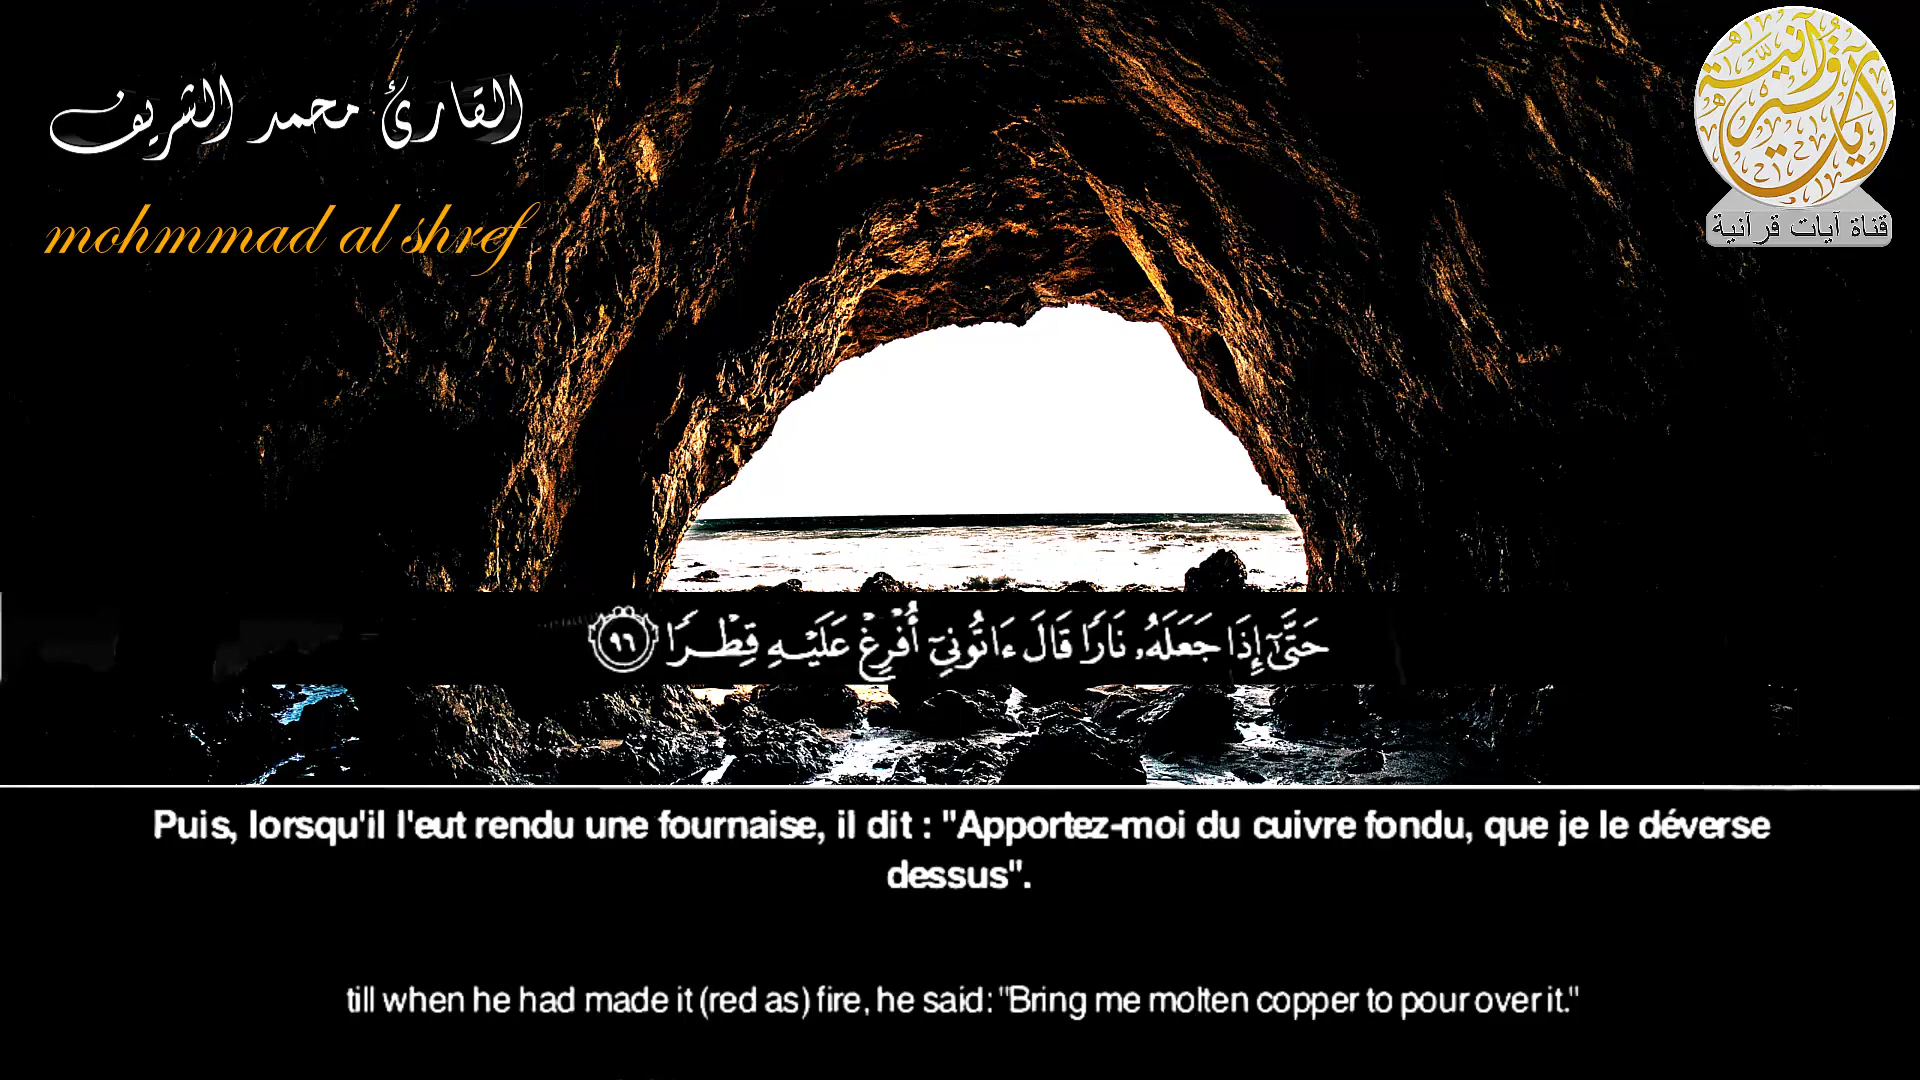 القارئ محمد الشريف
mohmmad al shref
آيات قرآنية
قناة آيات قرآنية
حَتَّىٰٓ إِذَا جَعَلَهُۥ نَارًا قَالَ ءَاتُونِيٓ أُفْرِغْ عَلَيْهِ قِطْرًا ٩٦
Puis, lorsqu'il l'eut rendu une fournaise, il dit : "Apportez-moi du cuivre fondu, que je le déverse
dessus".
till when he had made it (red as) fire, he said: "Bring me molten copper to pour over it."